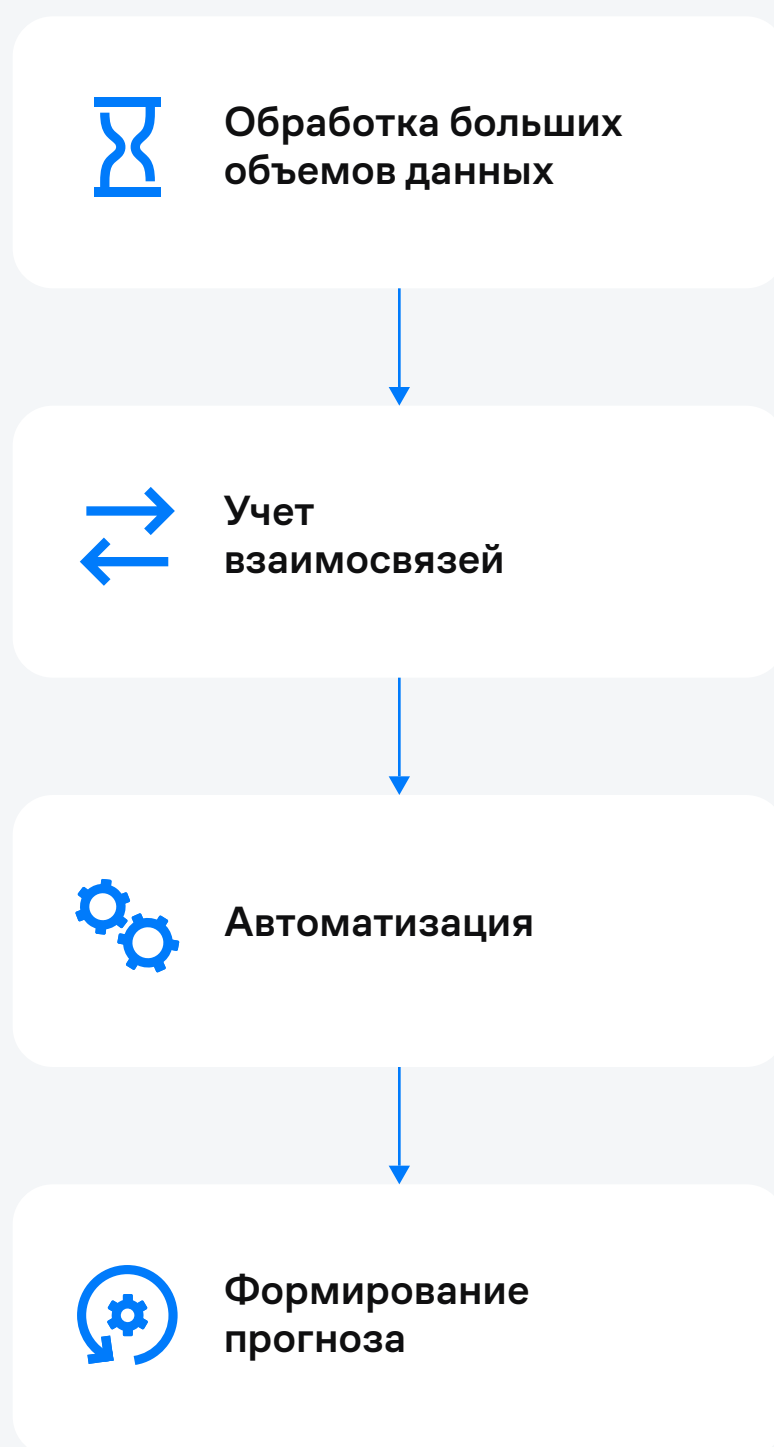 Обработка больших
объемов данных
Учет
взаимосвязей
Автоматизация
Формирование
прогноза